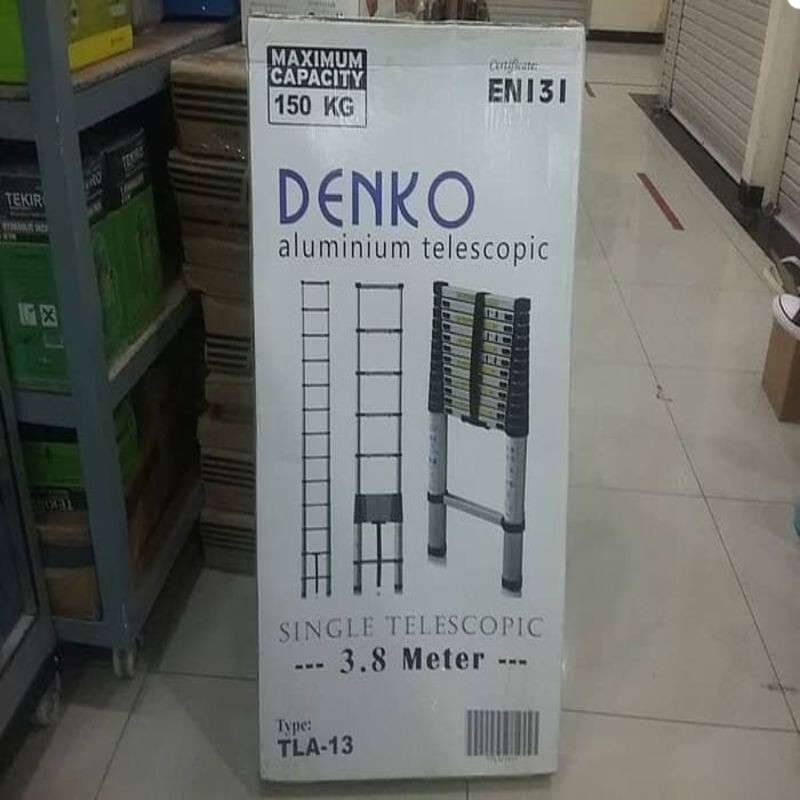 MAXIMUM
CAPACITY
150 KG
Certificate:
EN131
DENKO
aluminium telescopic
SINGLE TELESCOPIC
--- 3.8 Meter ---
Type:
TLA-13
TEKIRO